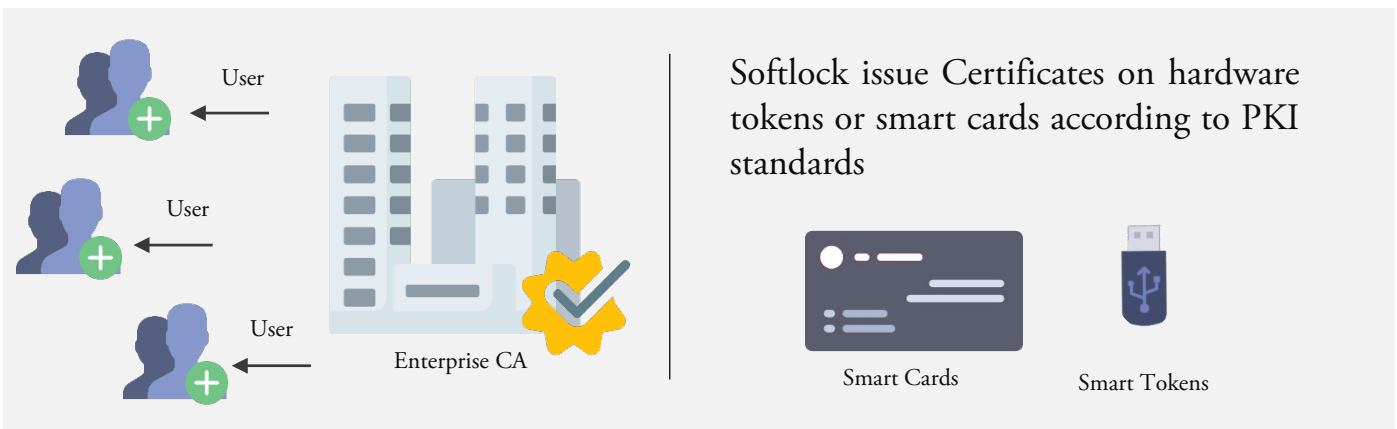 User
User
User
Enterprise CA
Softlock issue Certificates on hardware
tokens or smart cards according to PKI
standards
Smart Cards
Smart Tokens